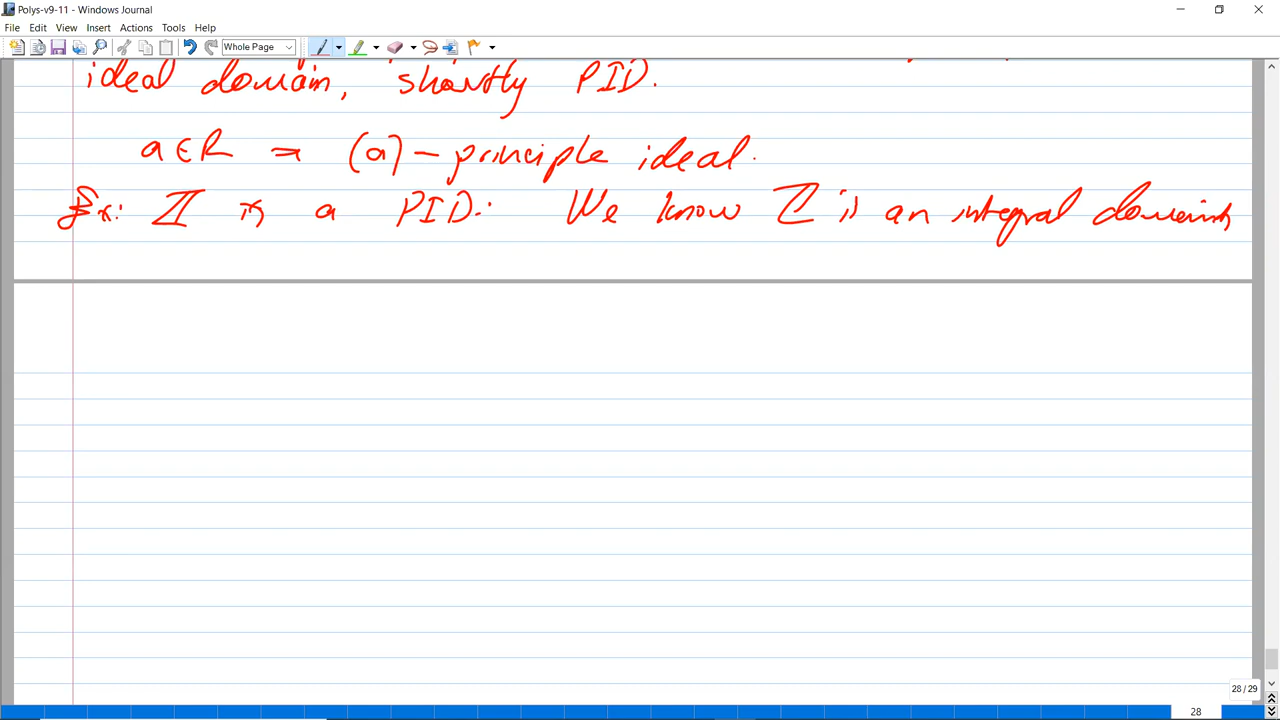 Polys-v9-11 - Windows Journal
File Edit View Insert Actions Tools Help
Whole Page
ideal domain, shortly PID.
a ∈ R ⇒ (a) – principle ideal.
Ex: ℤ is a PID: We know ℤ is an integral domain
28 / 29
28